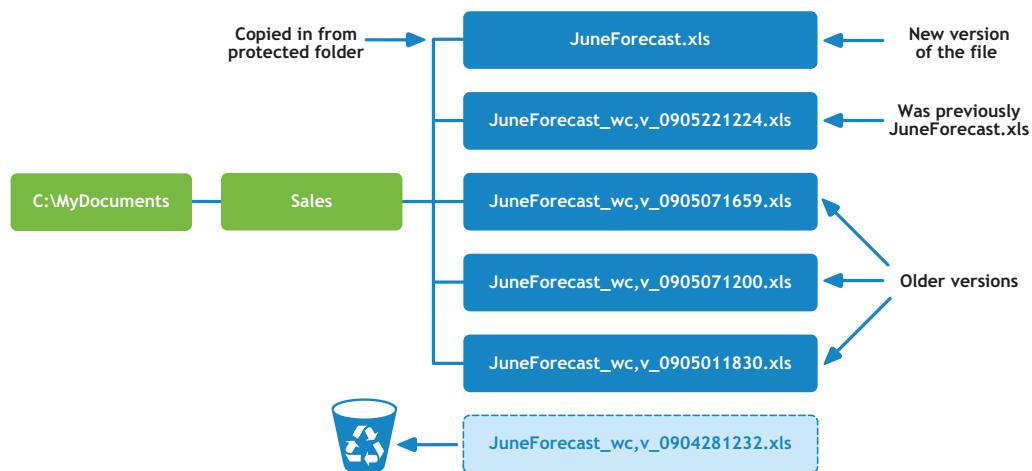 Copied in from
protected folder
JuneForecast.xls
New version
of the file
JuneForecast_wc,v_0905221224.xls
Was previously
JuneForecast.xls
C:\MyDocuments
Sales
JuneForecast_wc,v_0905071659.xls
JuneForecast_wc,v_0905071200.xls
Older versions
JuneForecast_wc,v_0905011830.xls
JuneForecast_wc,v_0904281232.xls